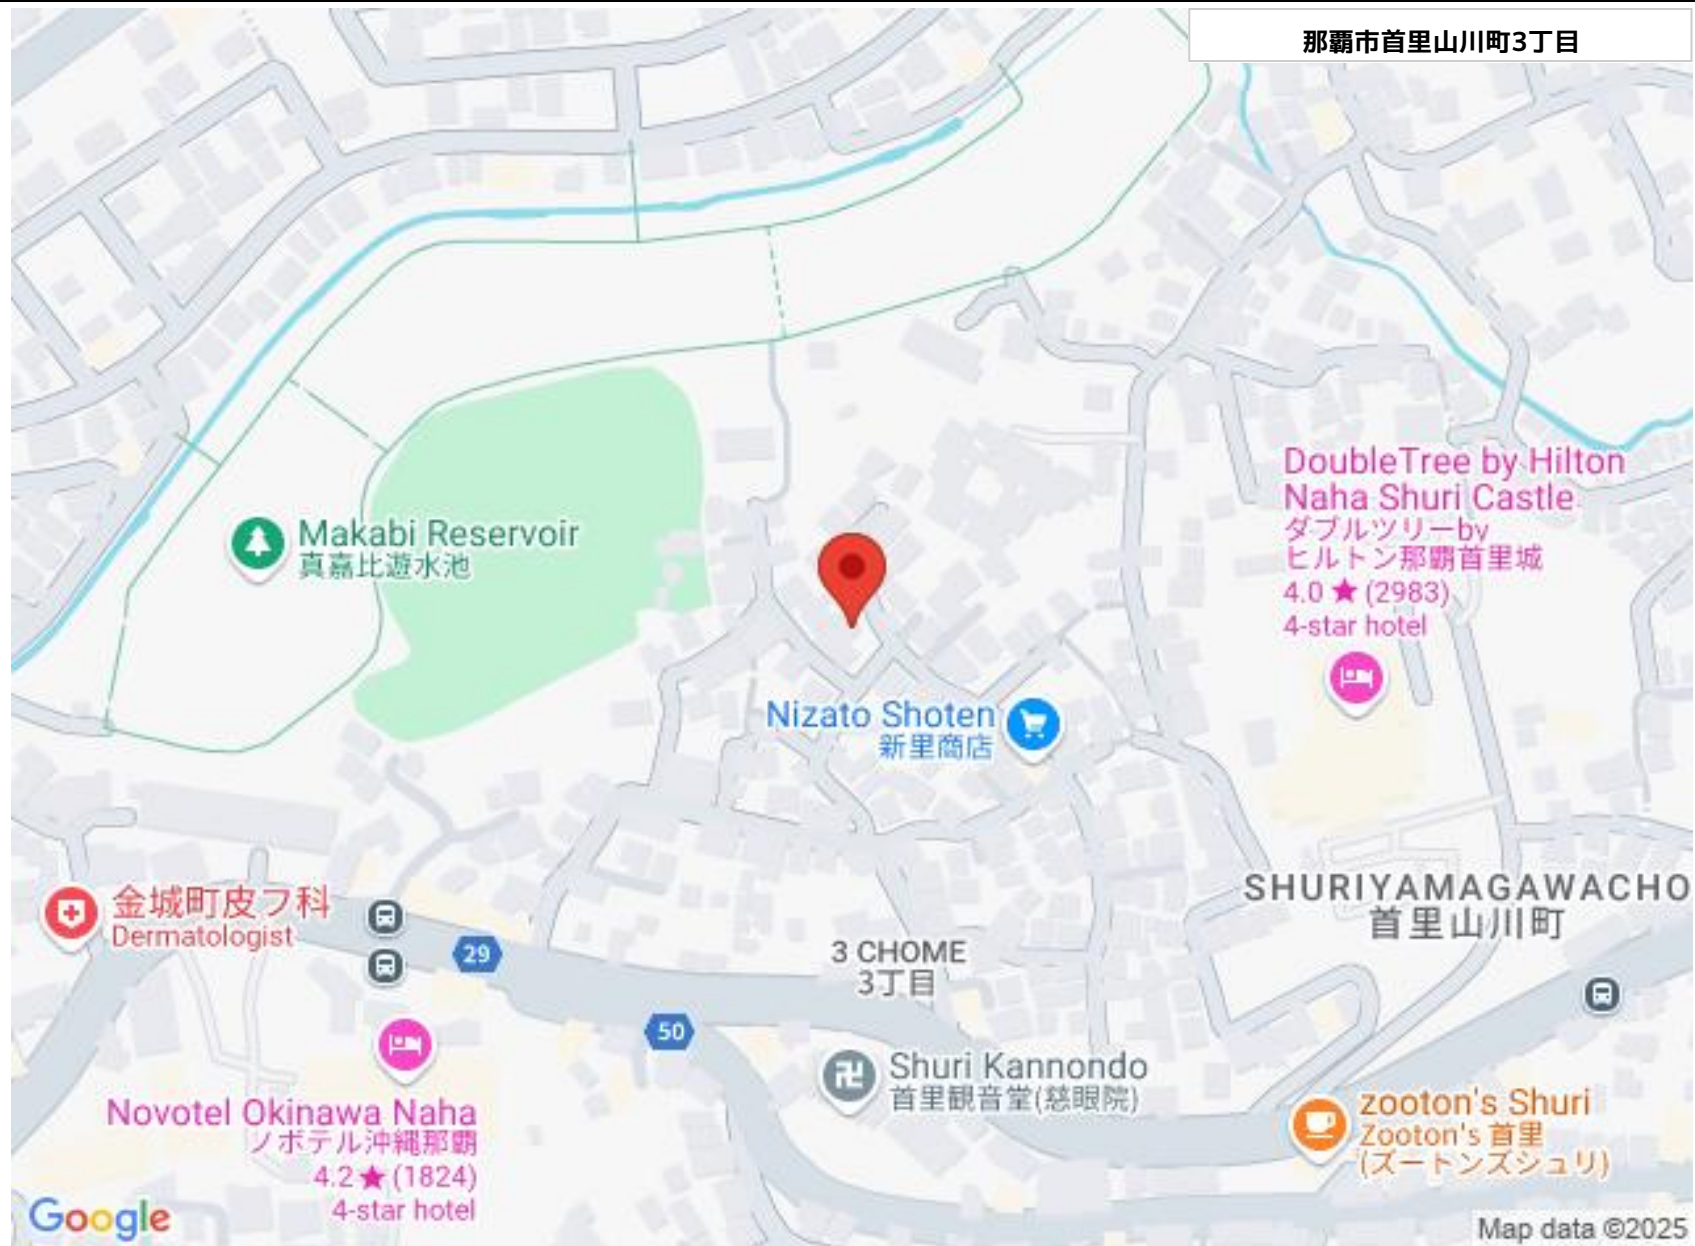 那覇市首里山川町3丁目
DoubleTree by Hilton
Naha Shuri Castle
ダブルツリーby
ヒルトン那覇首里城
4.0 ★ (2983)
4-star hotel
Makabi Reservoir
真嘉比遊水池
Nizato Shoten
新里商店
SHURIYAMAGAWACHO
首里山川町
金城町皮フ科
Dermatologist
29
3 CHOME
3丁目
50
Shuri Kannondo
首里観音堂(慈眼院)
Novotel Okinawa Naha
ノボテル沖縄那覇
4.2 ★ (1824)
4-star hotel
zooton's Shuri
Zooton's 首里
(ズートンズシュリ)
Google
Map data ©2025